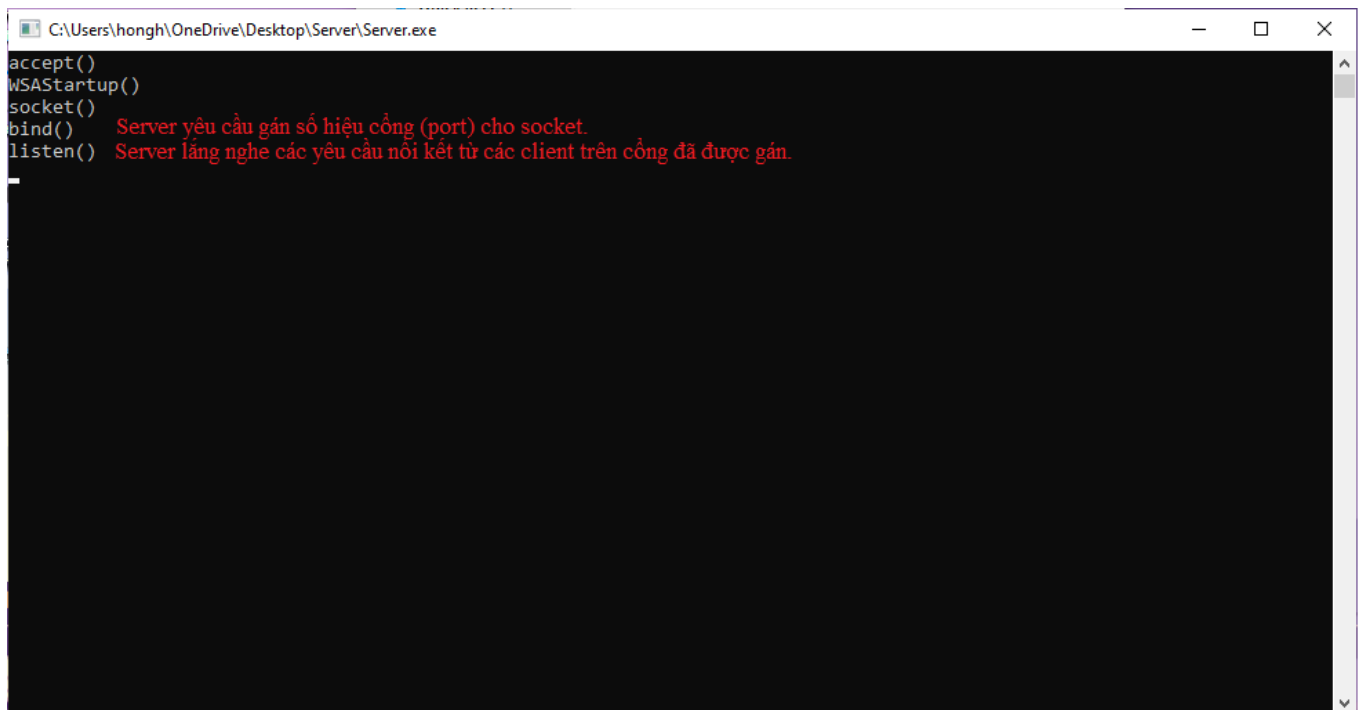 C:\Users\hongh\OneDrive\Desktop\Server\Server.exe
accept()
WSAStartup()
socket()
bind() Server yêu cầu gán số hiệu cổng (port) cho socket.
listen() Server lắng nghe các yêu cầu nối kết từ các client trên cổng đã được gán.